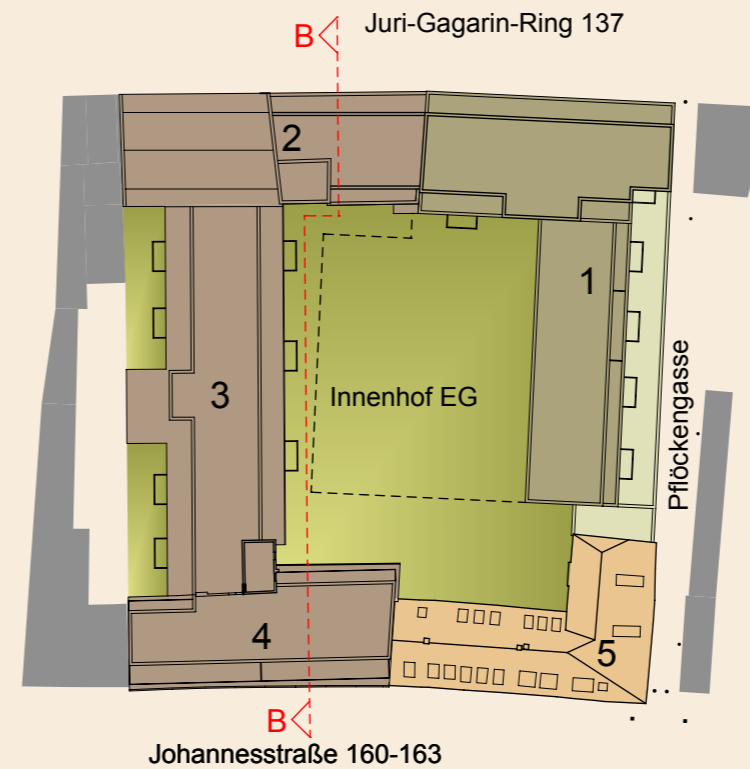 B
Juri-Gagarin-Ring 137
2
1
3
Innenhof EG
Pflöckengasse
4
5
B
Johannesstraße 160-163